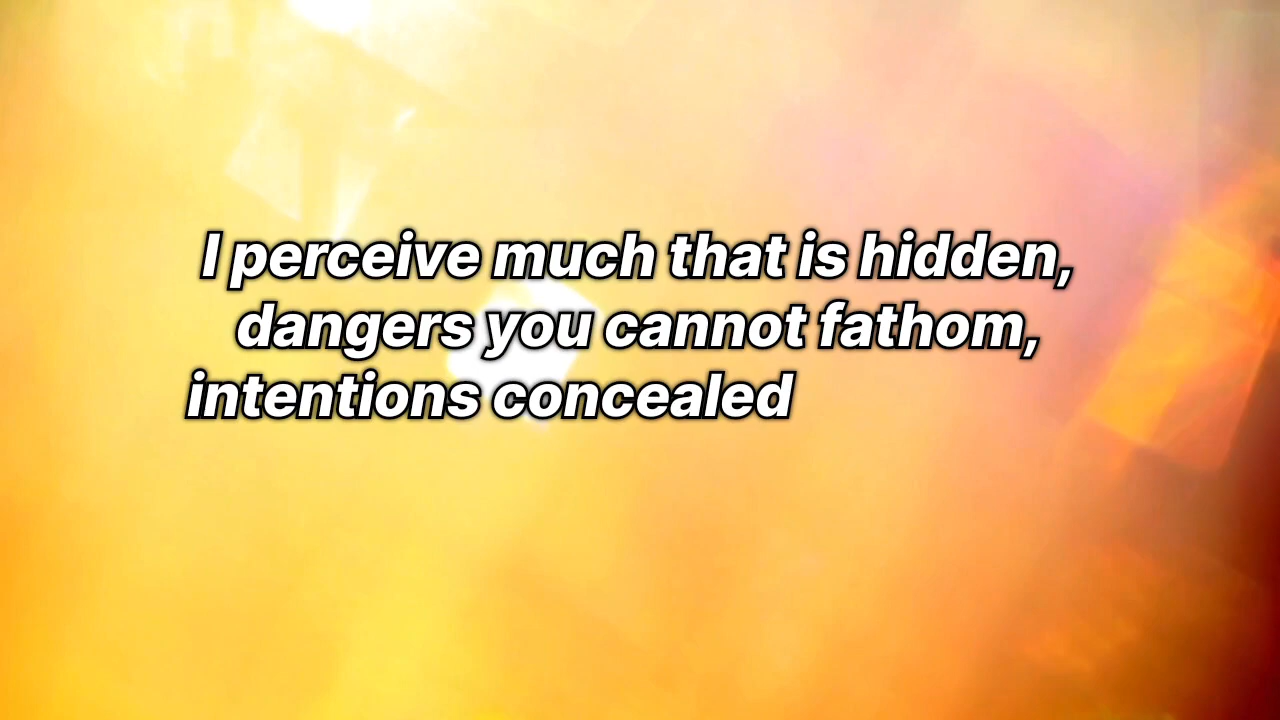 I perceive much that is hidden,
dangers you cannot fathom,
intentions concealed